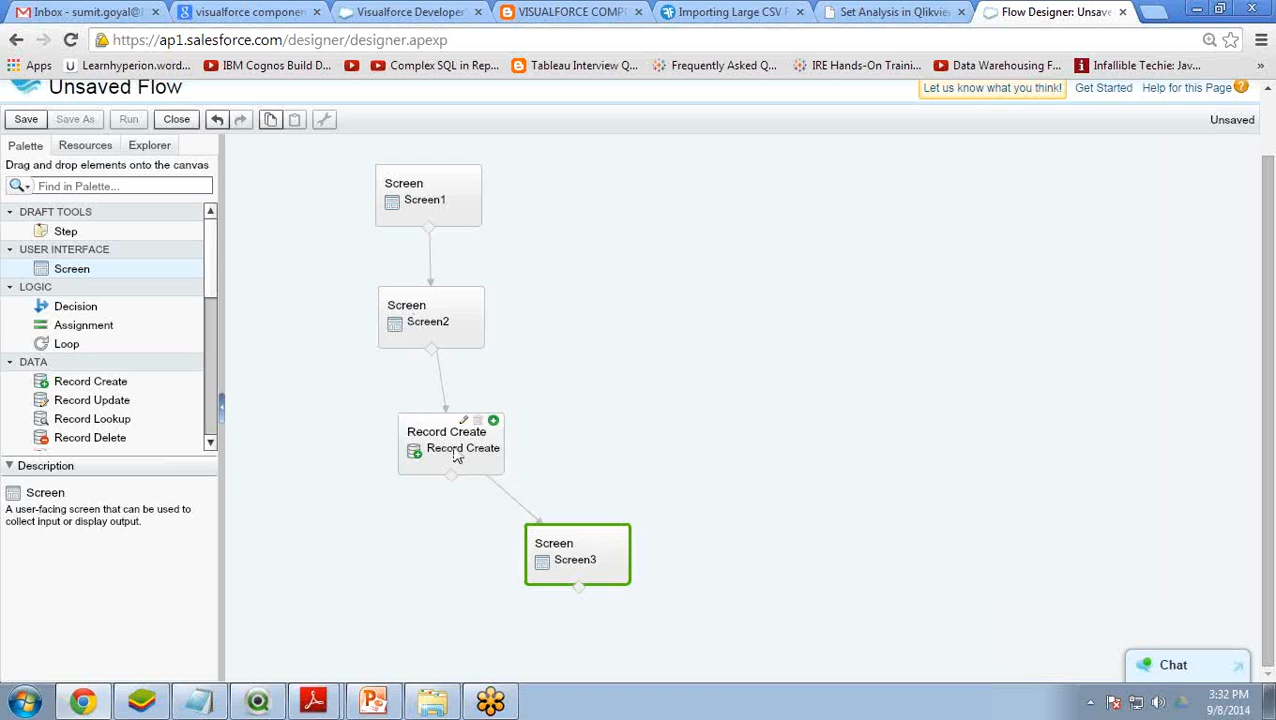 Inbox - sumit.goyal@
visualforce componen
Visualforce Developer'
VISUALFORCE COMP
Importing Large CSV F
Set Analysis in Qlikview
Flow Designer: Unsave
https://ap1.salesforce.com/designer/designer.apexp
Apps
Learnhyperion.word...
IBM Cognos Build D...
Complex SQL in Rep...
Tableau Interview Q...
Frequently Asked Q...
IRE Hands-On Traini...
Data Warehousing F...
Infallible Techie: Jav...
»
Unsaved Flow
Let us know what you think!
Get Started
Help for this Page
Save
Save As
Run
Close
Unsaved
Palette
Resources
Explorer
Drag and drop elements onto the canvas
Find in Palette...
DRAFT TOOLS
Step
USER INTERFACE
Screen
LOGIC
Decision
Assignment
Loop
DATA
Record Create
Record Update
Record Lookup
Record Delete
Description
Screen
A user-facing screen that can be used to
collect input or display output.
Screen
Screen1
Screen
Screen2
Record Create
Record Create
Screen
Screen3
Chat
3:32 PM
9/8/2014